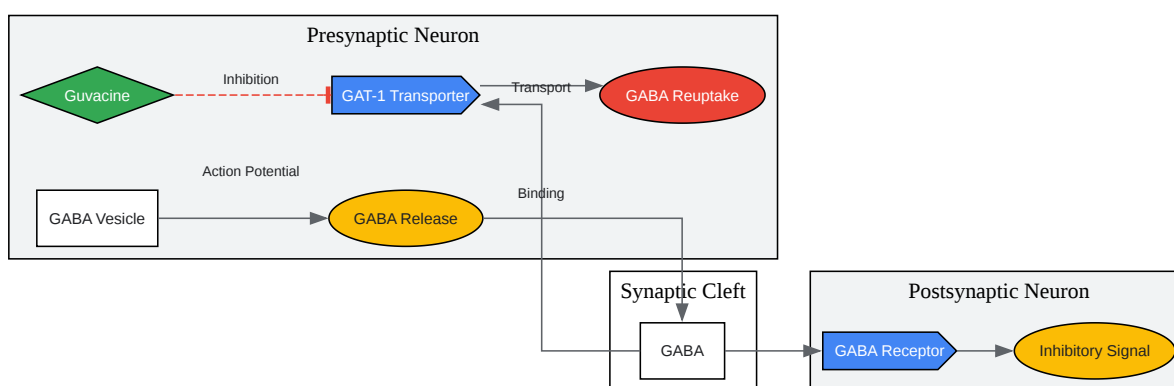 Presynaptic Neuron
Inhibition
Guvacine
GAT-1 Transporter
Transport
GABA Reuptake
Action Potential
Binding
GABA Vesicle
GABA Release
Synaptic Cleft
Postsynaptic Neuron
GABA
GABA Receptor
Inhibitory Signal